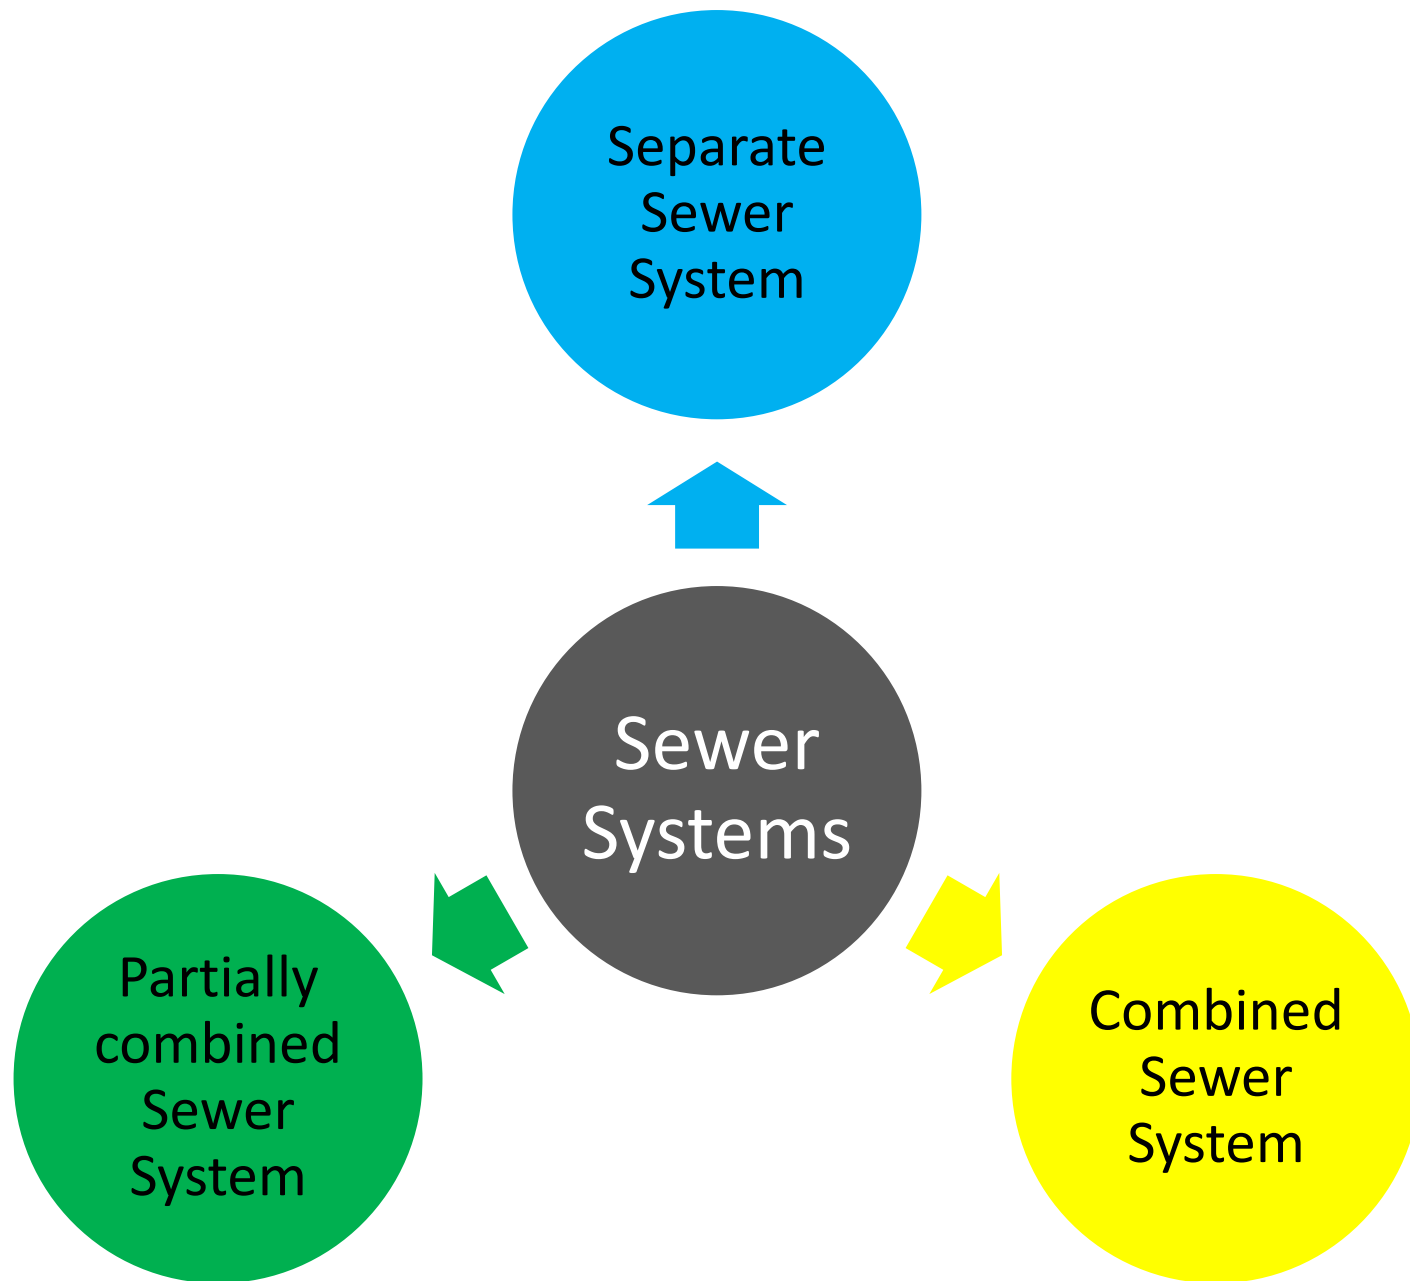 Separate
Sewer
System
Sewer
Systems
Partially
combined
Sewer
System
Combined
Sewer
System